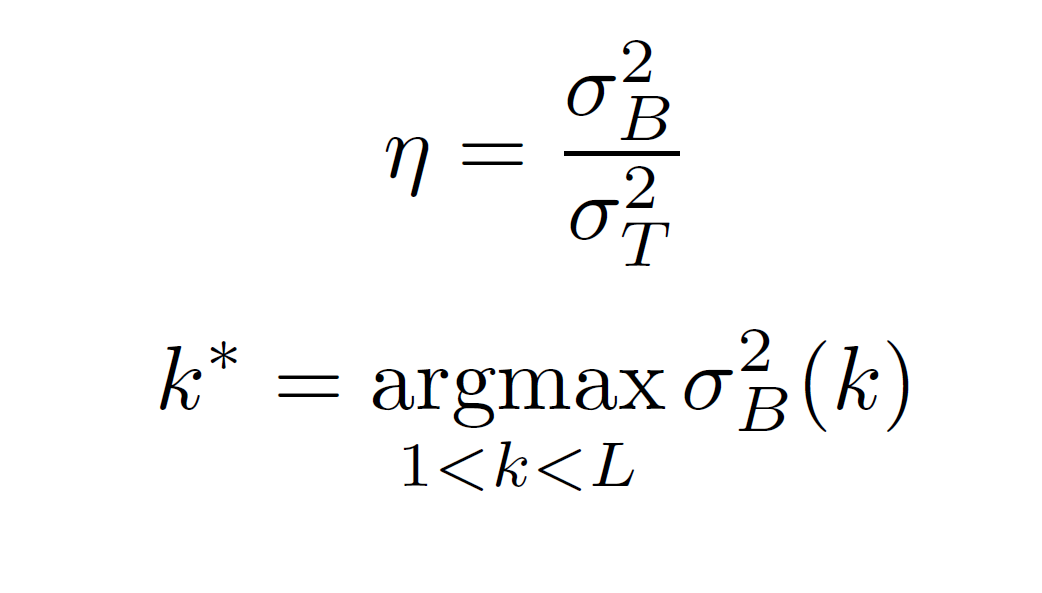 η = σ_B^2 / σ_T^2
k* = argmax_{1<k<L} σ_B^2(k)